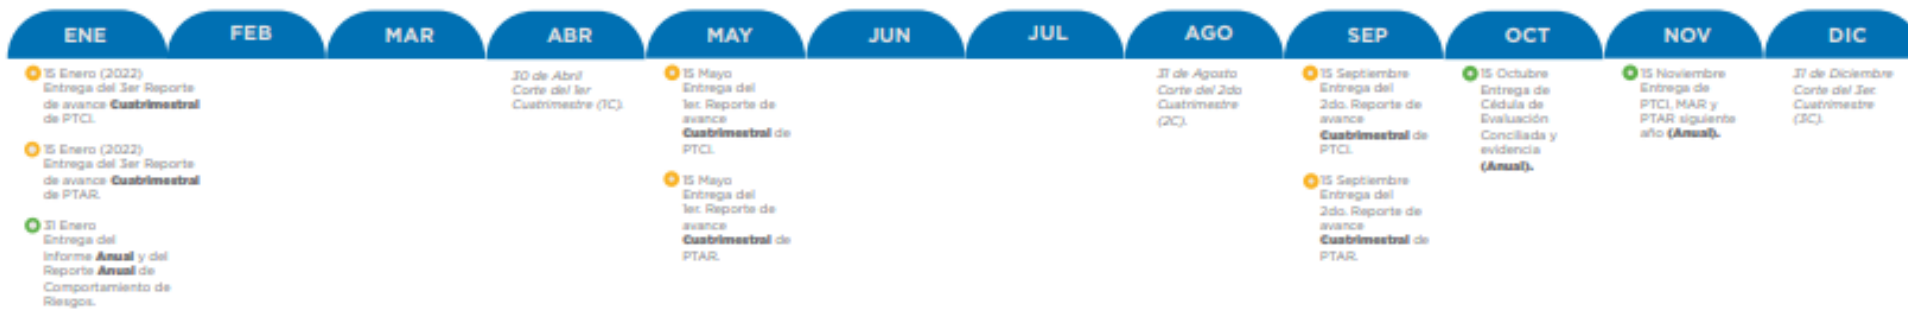 ENE
FEB
MAR
ABR
MAY
JUN
JUL
AGO
SEP
OCT
NOV
DIC
15 Enero (2022)
Entrega del 3er Reporte
de avance Cuatrimestral
de PTCI.
15 Enero (2022)
Entrega del 3er Reporte
de avance Cuatrimestral
de PTAR.
31 Enero
Entrega del
Informe Anual y del
Reporte Anual de
Comportamiento de
Riesgos.
30 de Abril
Corte del 1er
Cuatrimestre (1C).
15 Mayo
Entrega del
1er. Reporte de
avance
Cuatrimestral de
PTCI.
15 Mayo
Entrega del
1er. Reporte de
avance
Cuatrimestral de
PTAR.
31 de Agosto
Corte del 2do
Cuatrimestre
(2C).
15 Septiembre
Entrega del
2do. Reporte de
avance
Cuatrimestral de
PTCI.
15 Septiembre
Entrega del
2do. Reporte de
avance
Cuatrimestral de
PTAR.
15 Octubre
Entrega de
Cédula de
Evaluación
Conciliada y
evidencia
(Anual).
15 Noviembre
Entrega de
PTCI, MAR y
PTAR siguiente
año (Anual).
31 de Diciembre
Corte del 3er.
Cuatrimestre
(3C).